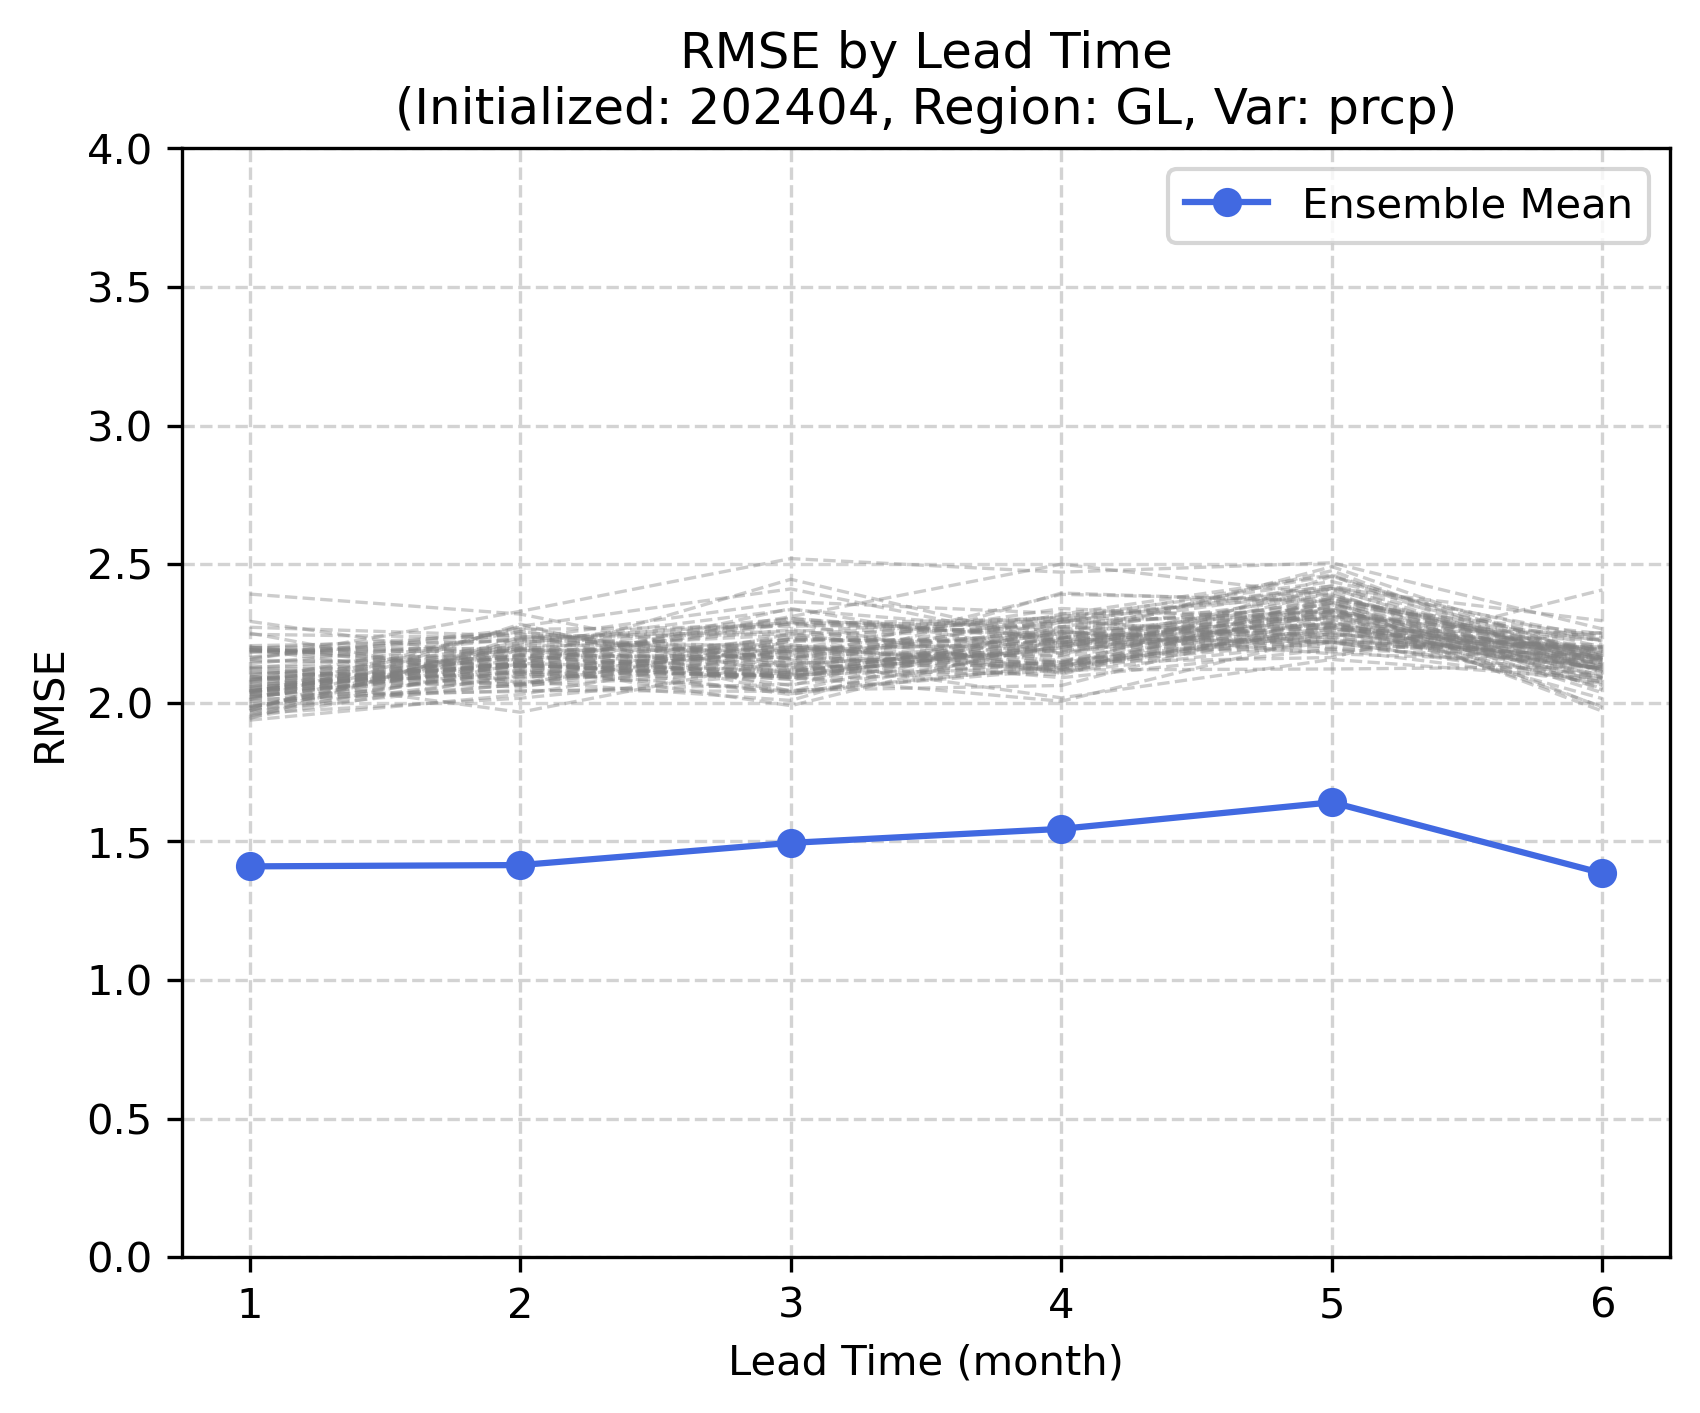 RMSE by Lead Time
(Initialized: 202404, Region: GL, Var: prcp)
4.0
3.5
3.0
2.5
2.0
1.5
1.0
0.5
0.0
RMSE
Ensemble Mean
1 2 3 4 5 6
Lead Time (month)